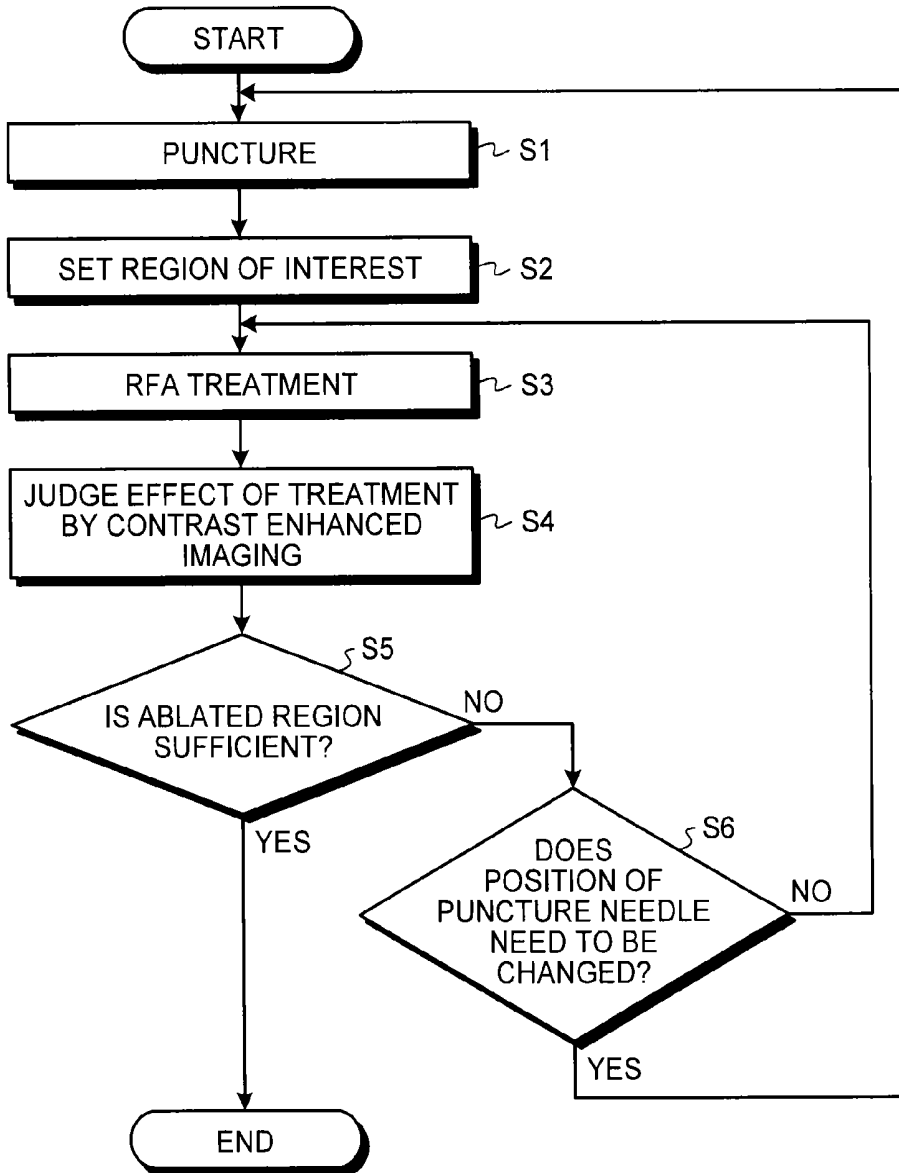 START
PUNCTURE
S1
SET REGION OF INTEREST
S2
RFA TREATMENT
S3
JUDGE EFFECT OF TREATMENT
BY CONTRAST ENHANCED
IMAGING
S4
S5
IS ABLATED REGION
SUFFICIENT?
NO
YES
S6
DOES
POSITION OF
PUNCTURE NEEDLE
NEED TO BE
CHANGED?
NO
YES
END